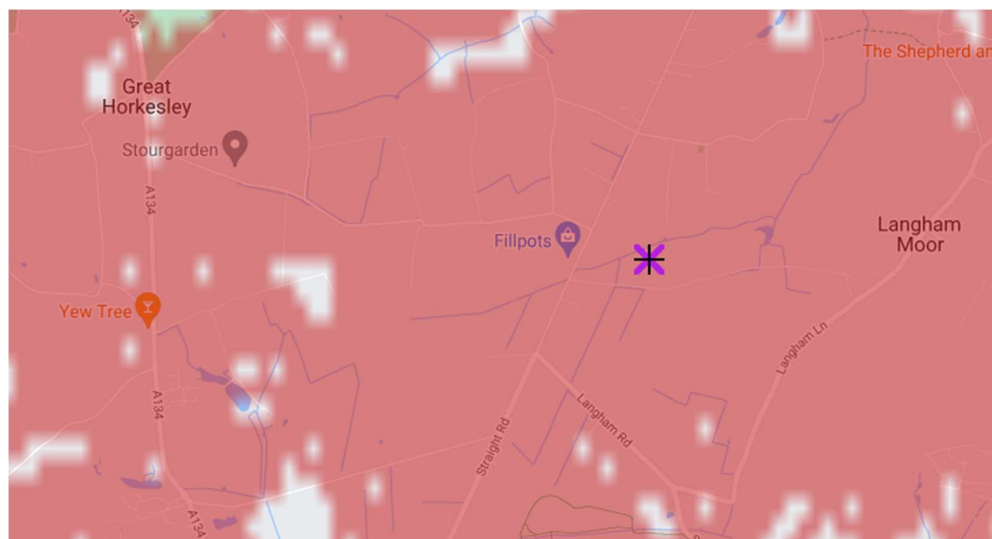 A134
The Shepherd an
Great
Horkesley
Stourgarden
A134
Fillpots
Langham
Moor
Yew Tree
Langham Ln
A134
Langham Rd
Straight Rd
A134